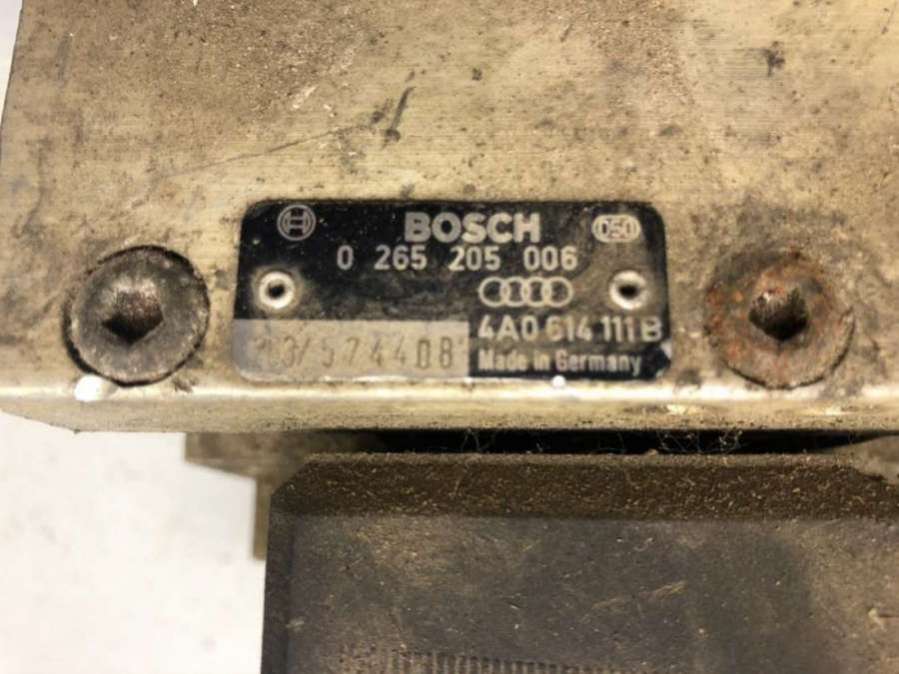 BOSCH
0 265 205 006
4A0 614 111 B
Made in Germany